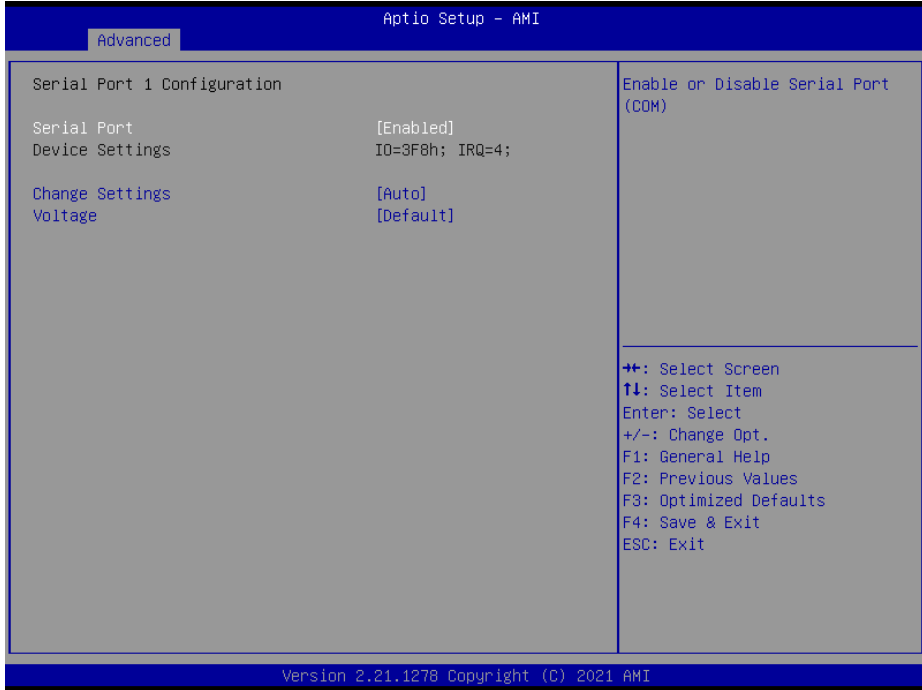 Aptio Setup – AMI
Advanced
Serial Port 1 Configuration
Serial Port [Enabled]
Device Settings IO=3F8h; IRQ=4;
Change Settings [Auto]
Voltage [Default]
Enable or Disable Serial Port
(COM)
→←: Select Screen
↑↓: Select Item
Enter: Select
+/-: Change Opt.
F1: General Help
F2: Previous Values
F3: Optimized Defaults
F4: Save & Exit
ESC: Exit
Version 2.21.1278 Copyright (C) 2021 AMI